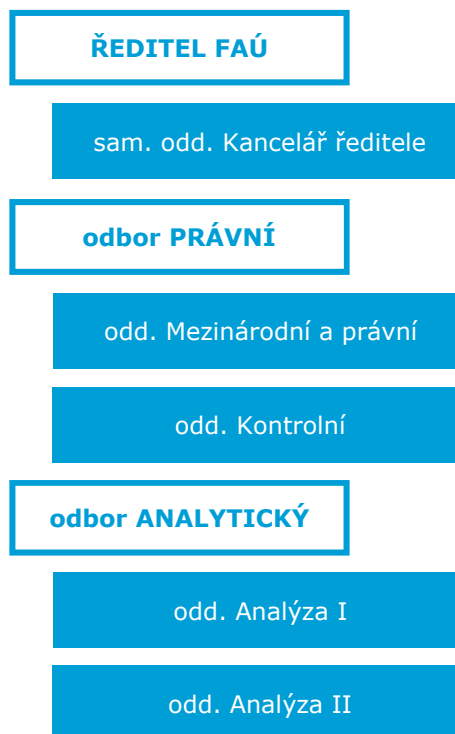 ŘEDITEL FAÚ
sam. odd. Kancelář ředitele
odbor PRÁVNÍ
odd. Mezinárodní a právní
odd. Kontrolní
odbor ANALYTICKÝ
odd. Analýza I
odd. Analýza II